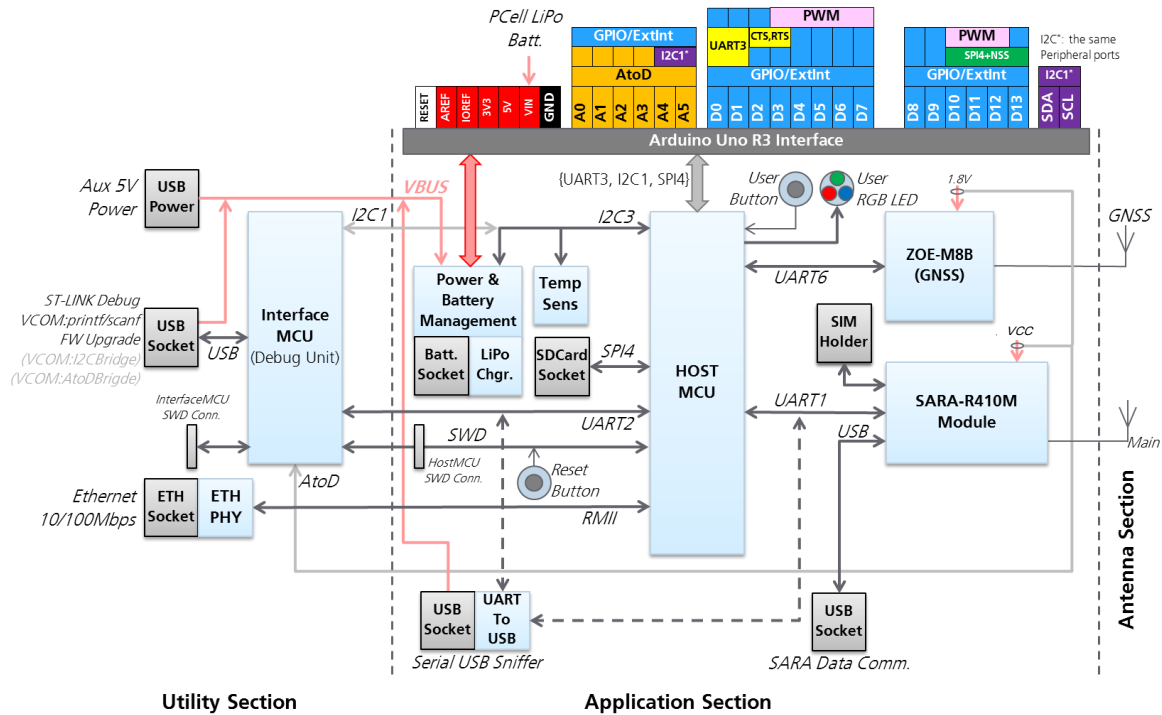 PCell LiPo
Batt.
GPIO/ExtInt
I2C1*
AtoD
PWM
UART3
CTS,RTS
GPIO/ExtInt
PWM
SPI4+NSS
GPIO/ExtInt
I2C*: the same
Peripheral ports
I2C1*
RESET
AREF
IOREF
3V3
5V
VIN
GND
A0
A1
A2
A3
A4
A5
D0
D1
D2
D3
D4
D5
D6
D7
D8
D9
D10
D11
D12
D13
SDA
SCL
Arduino Uno R3 Interface
Aux 5V
Power
USB
Power
VBUS
{UART3, I2C1, SPI4}
User
Button
User
RGB LED
1.8V
GNSS
I2C1
I2C3
ZOE-M8B
(GNSS)
UART6
Power &
Battery
Management
Temp
Sens
ST-LINK Debug
VCOM:printf/scanf
FW Upgrade
(VCOM:I2CBridge)
(VCOM:AtoDBrigde)
USB
Socket
USB
Interface
MCU
(Debug Unit)
Batt.
Socket
LiPo
Chgr.
SDCard
Socket
SPI4
HOST
MCU
SIM
Holder
VCC
SARA-R410M
Module
UART1
USB
Main
InterfaceMCU
SWD Conn.
UART2
SWD
HostMCU
SWD Conn.
Reset
Button
AtoD
Ethernet
10/100Mbps
ETH
Socket
ETH
PHY
RMII
USB
Socket
UART
To
USB
Serial USB Sniffer
USB
Socket
SARA Data Comm.
Antenna Section
Utility Section
Application Section